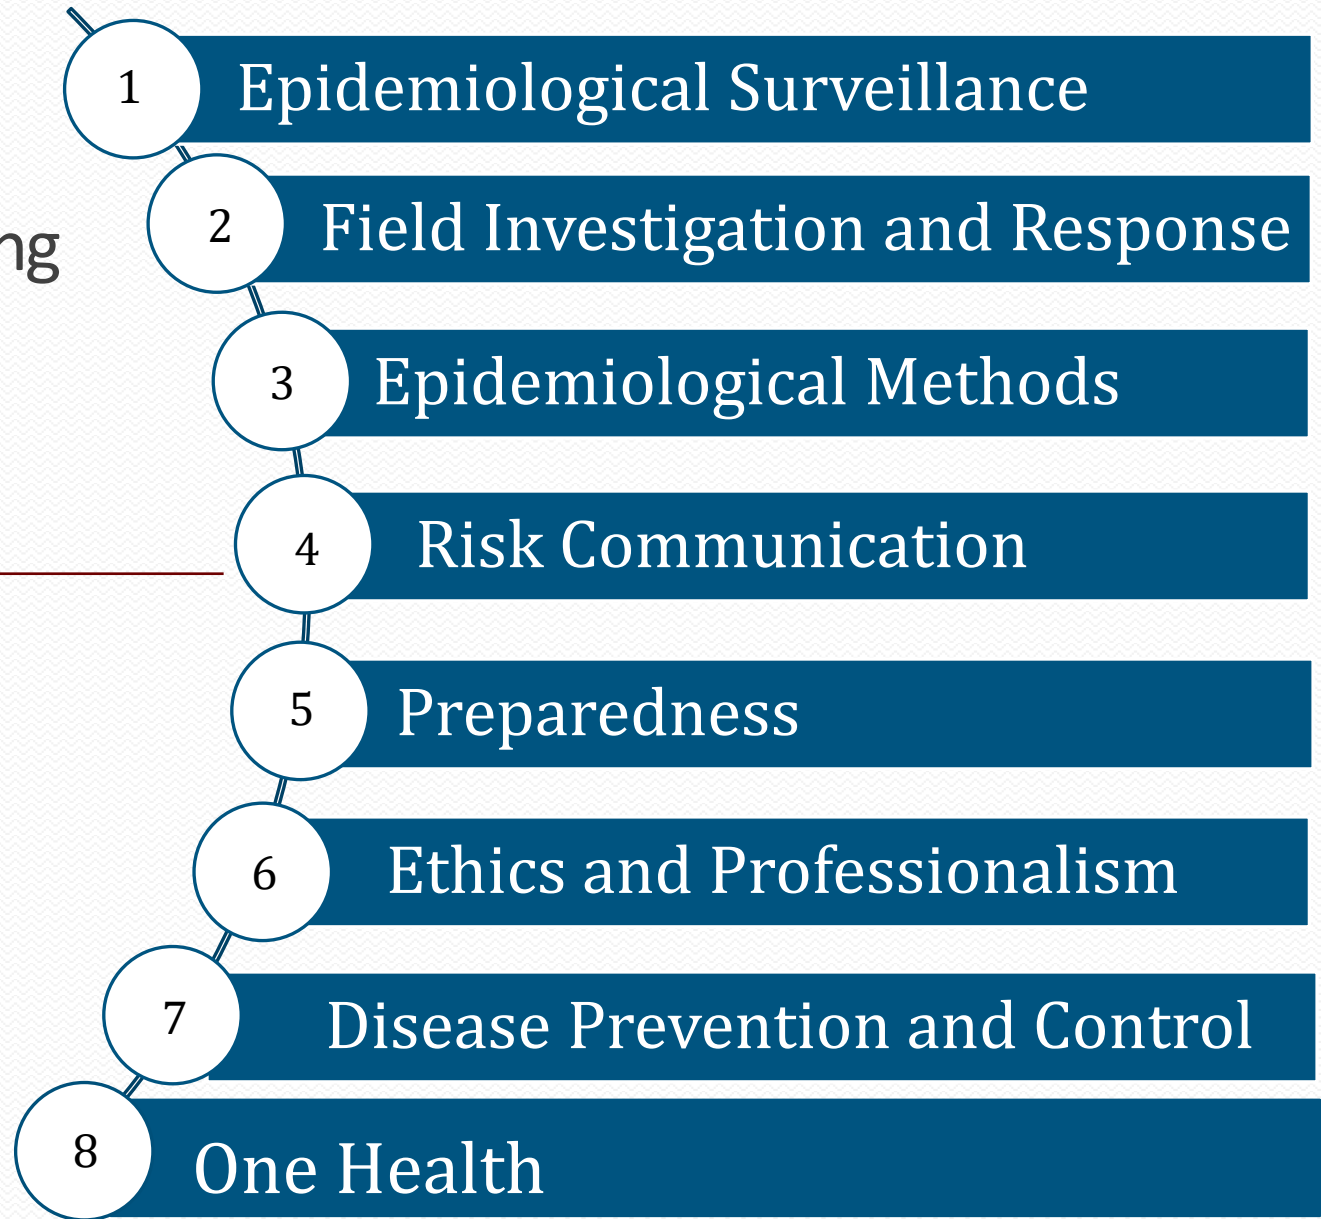 1 Epidemiological Surveillance
2 Field Investigation and Response
ng
3 Epidemiological Methods
4 Risk Communication
5 Preparedness
6 Ethics and Professionalism
7 Disease Prevention and Control
8 One Health